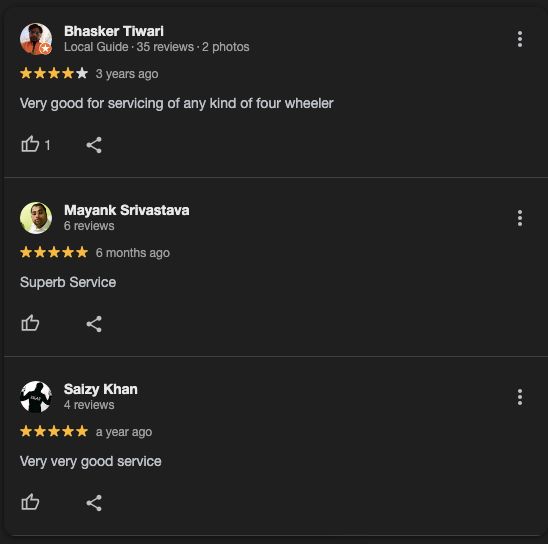 Bhasker Tiwari
Local Guide · 35 reviews · 2 photos
3 years ago
Very good for servicing of any kind of four wheeler
1
Mayank Srivastava
6 reviews
6 months ago
Superb Service
Saizy Khan
4 reviews
a year ago
Very very good service